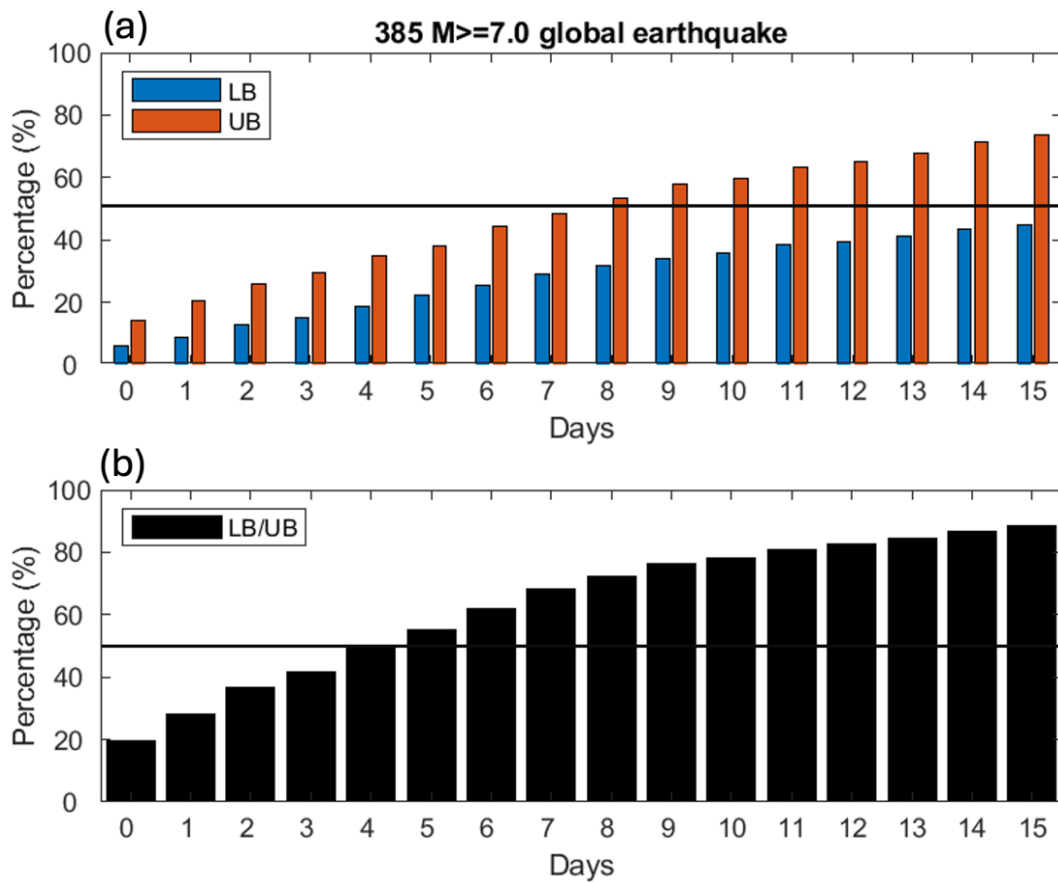 (a)
385 M>=7.0 global earthquake
100
80
60
40
20
0
Percentage (%)
LB
UB
0 1 2 3 4 5 6 7 8 9 10 11 12 13 14 15
Days
(b)
100
80
60
40
20
0
Percentage (%)
LB/UB
0 1 2 3 4 5 6 7 8 9 10 11 12 13 14 15
Days